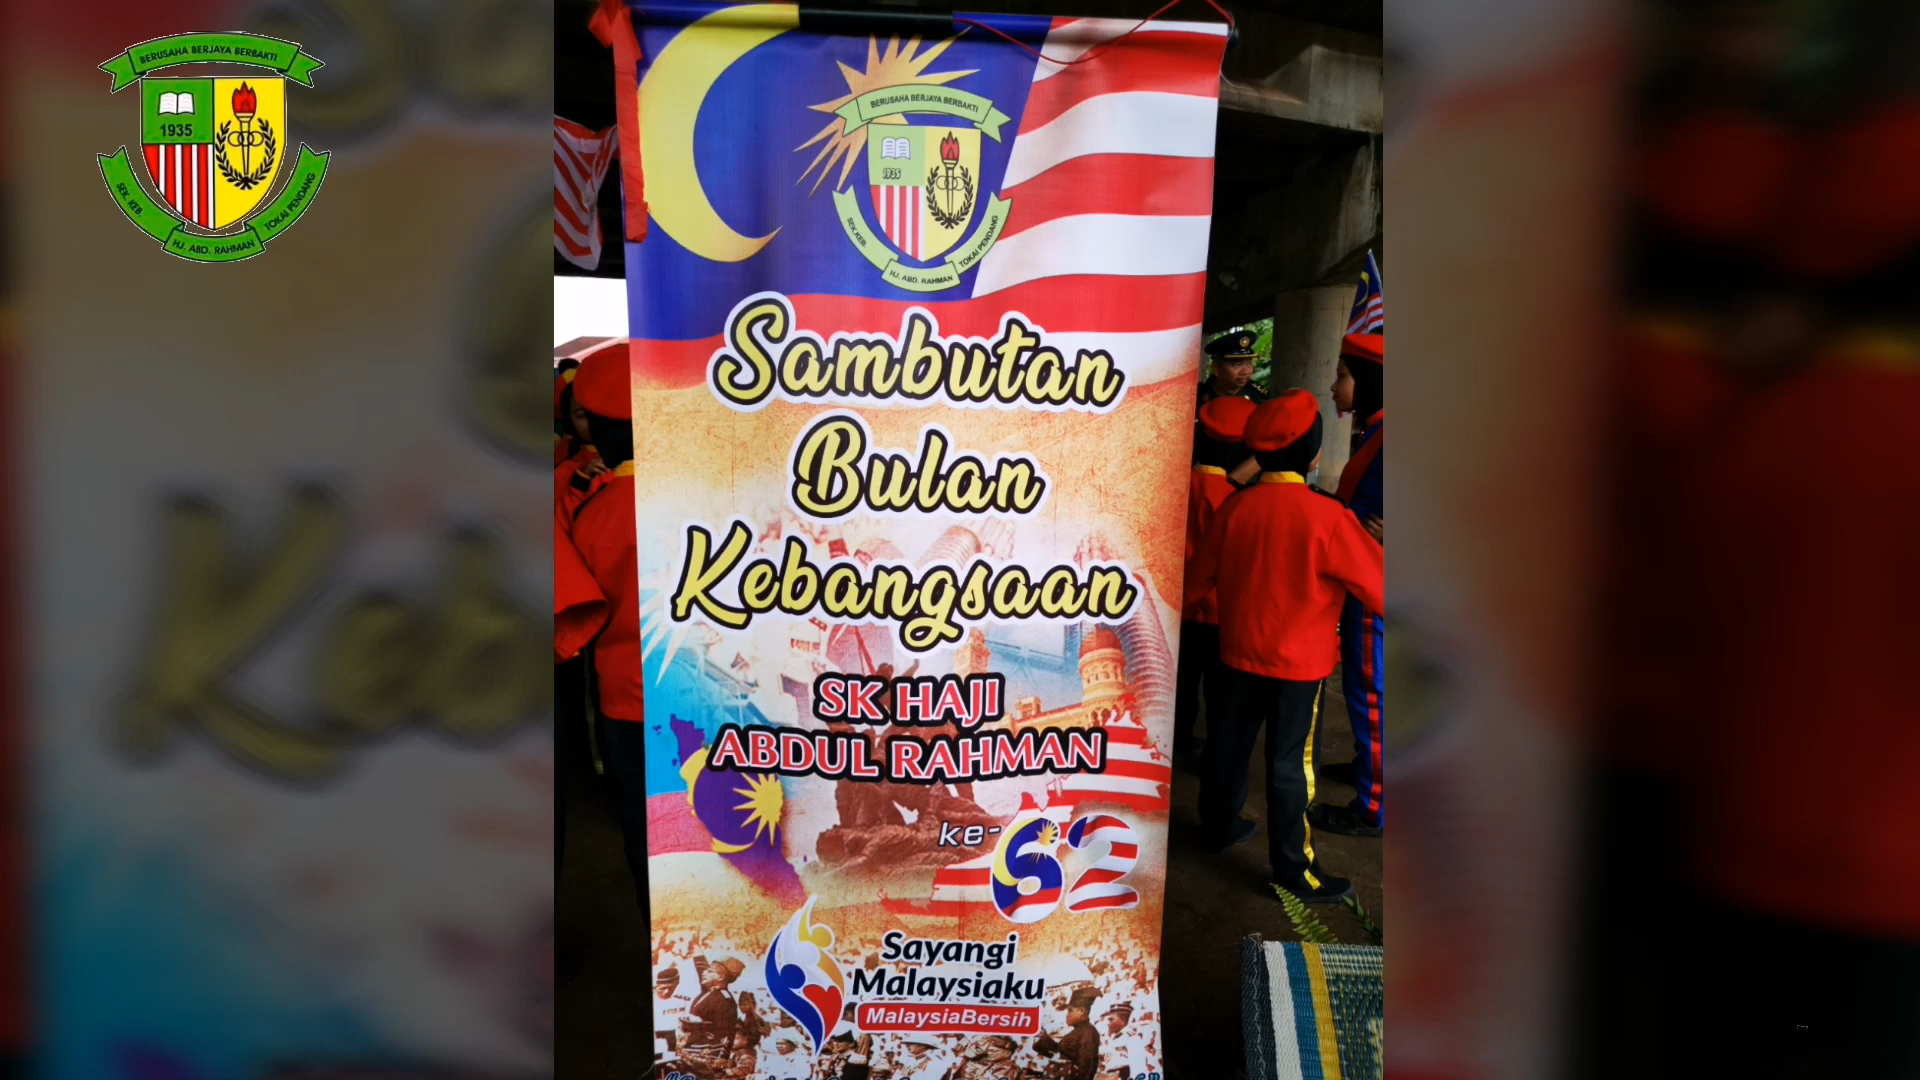 BERUSAHA BERJAYA BERBAKTI
1935
SEK. KEB.
HJ. ABD. RAHMAN
TOKAI PENDANG
BERUSAHA BERJAYA BERBAKTI
1935
SEK. KEB.
HJ. ABD. RAHMAN
TOKAI PENDANG
Sambutan
Bulan
Kebangsaan
SK HAJI
ABDUL RAHMAN
ke-62
Sayangi
Malaysiaku
MalaysiaBersih